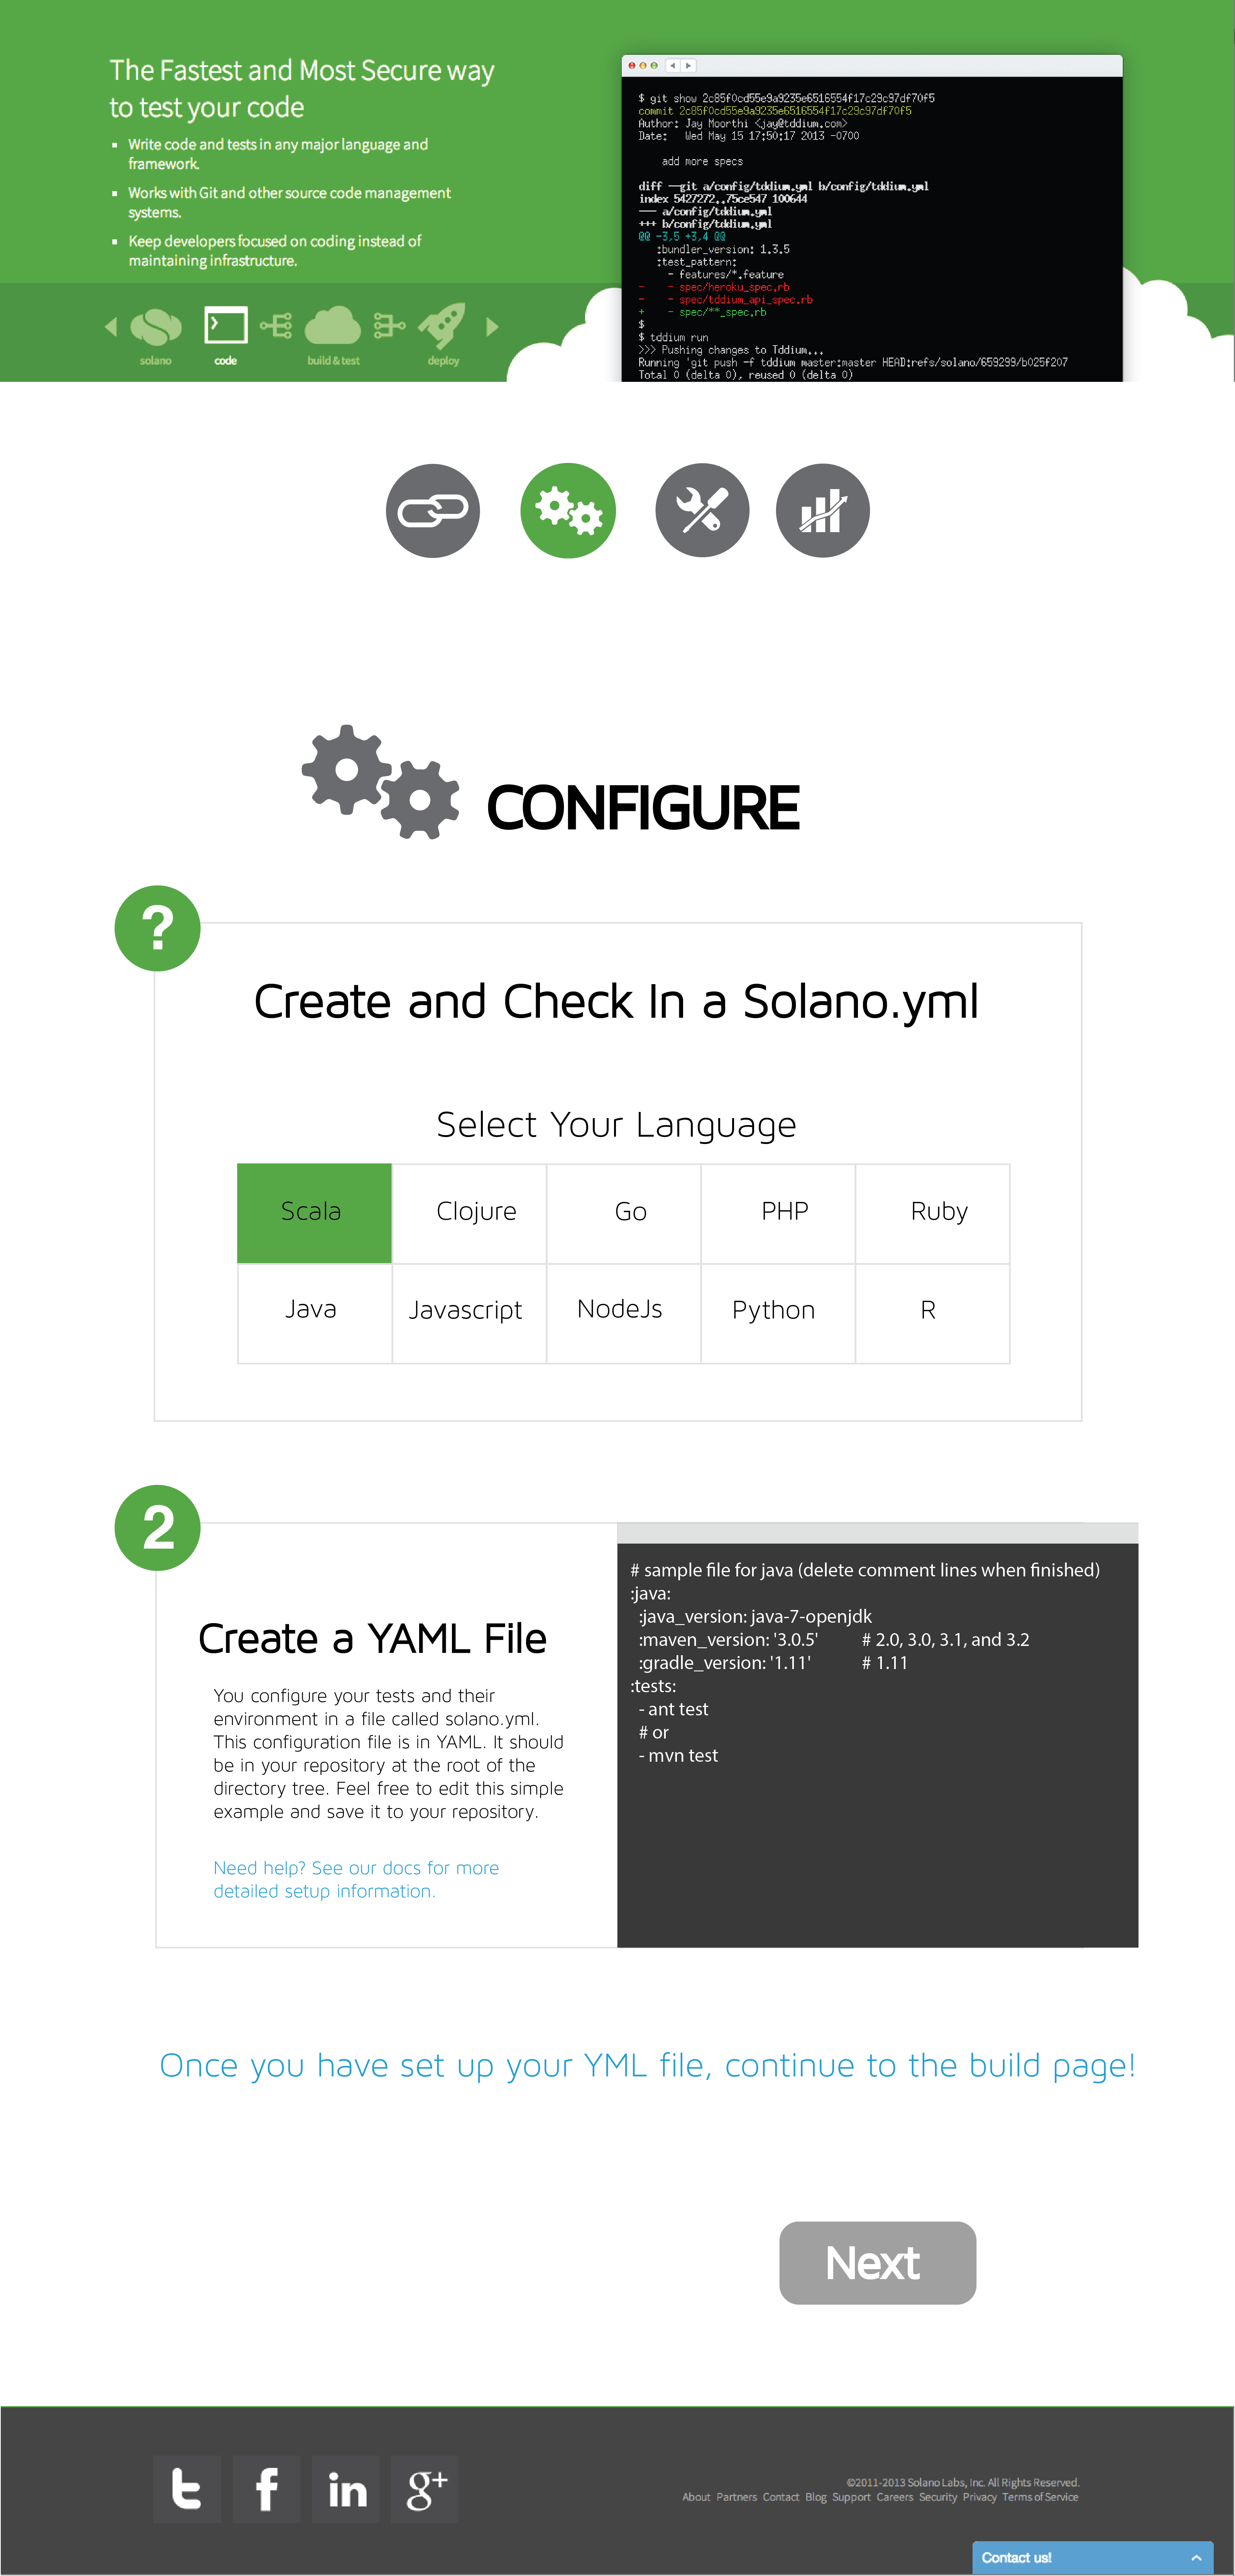 The Fastest and Most Secure way
to test your code
Write code and tests in any major language and
framework.
Works with Git and other source code management
systems.
Keep developers focused on coding instead of
maintaining infrastructure.
solano
code
build & test
deploy
$ git show 2c85f0cd55e9a9235e6516554f17c29c97df70f5
commit 2c85f0cd55e9a9235e6516554f17c29c97df70f5
Author: Jay Moorthi <jay@tddium.com>
Date:   Wed May 15 17:50:17 2013 -0700
add more specs
diff --git a/config/tddium.yml b/config/tddium.yml
index 5427272..75ce547 100644
--- a/config/tddium.yml
+++ b/config/tddium.yml
@@ -3,5 +3,4 @@
:bundler_version: 1.3.5
:test_pattern:
- features/*.feature
-    - spec/heroku_spec.rb
-    - spec/tddium_api_spec.rb
+    - spec/**_spec.rb
$
$ tddium run
>>> Pushing changes to Tddium...
Running 'git push -f tddium master:master HEAD:refs/solano/659299/b025f207
Total 0 (delta 0), reused 0 (delta 0)
CONFIGURE
?
Create and Check In a Solano.yml
Select Your Language
Scala
Clojure
Go
PHP
Ruby
Java
Javascript
NodeJs
Python
R
2
Create a YAML File
You configure your tests and their
environment in a file called solano.yml.
This configuration file is in YAML. It should
be in your repository at the root of the
directory tree. Feel free to edit this simple
example and save it to your repository.
Need help? See our docs for more
detailed setup information.
# sample file for java (delete comment lines when finished)
:java:
:java_version: java-7-openjdk
:maven_version: '3.0.5'   # 2.0, 3.0, 3.1, and 3.2
:gradle_version: '1.11'   # 1.11
:tests:
- ant test
# or
- mvn test
Once you have set up your YML file, continue to the build page!
Next
t
f
in
g+
©2011-2013 Solano Labs, Inc. All Rights Reserved.
About Partners Contact Blog Support Careers Security Privacy Terms of Service
Contact us!